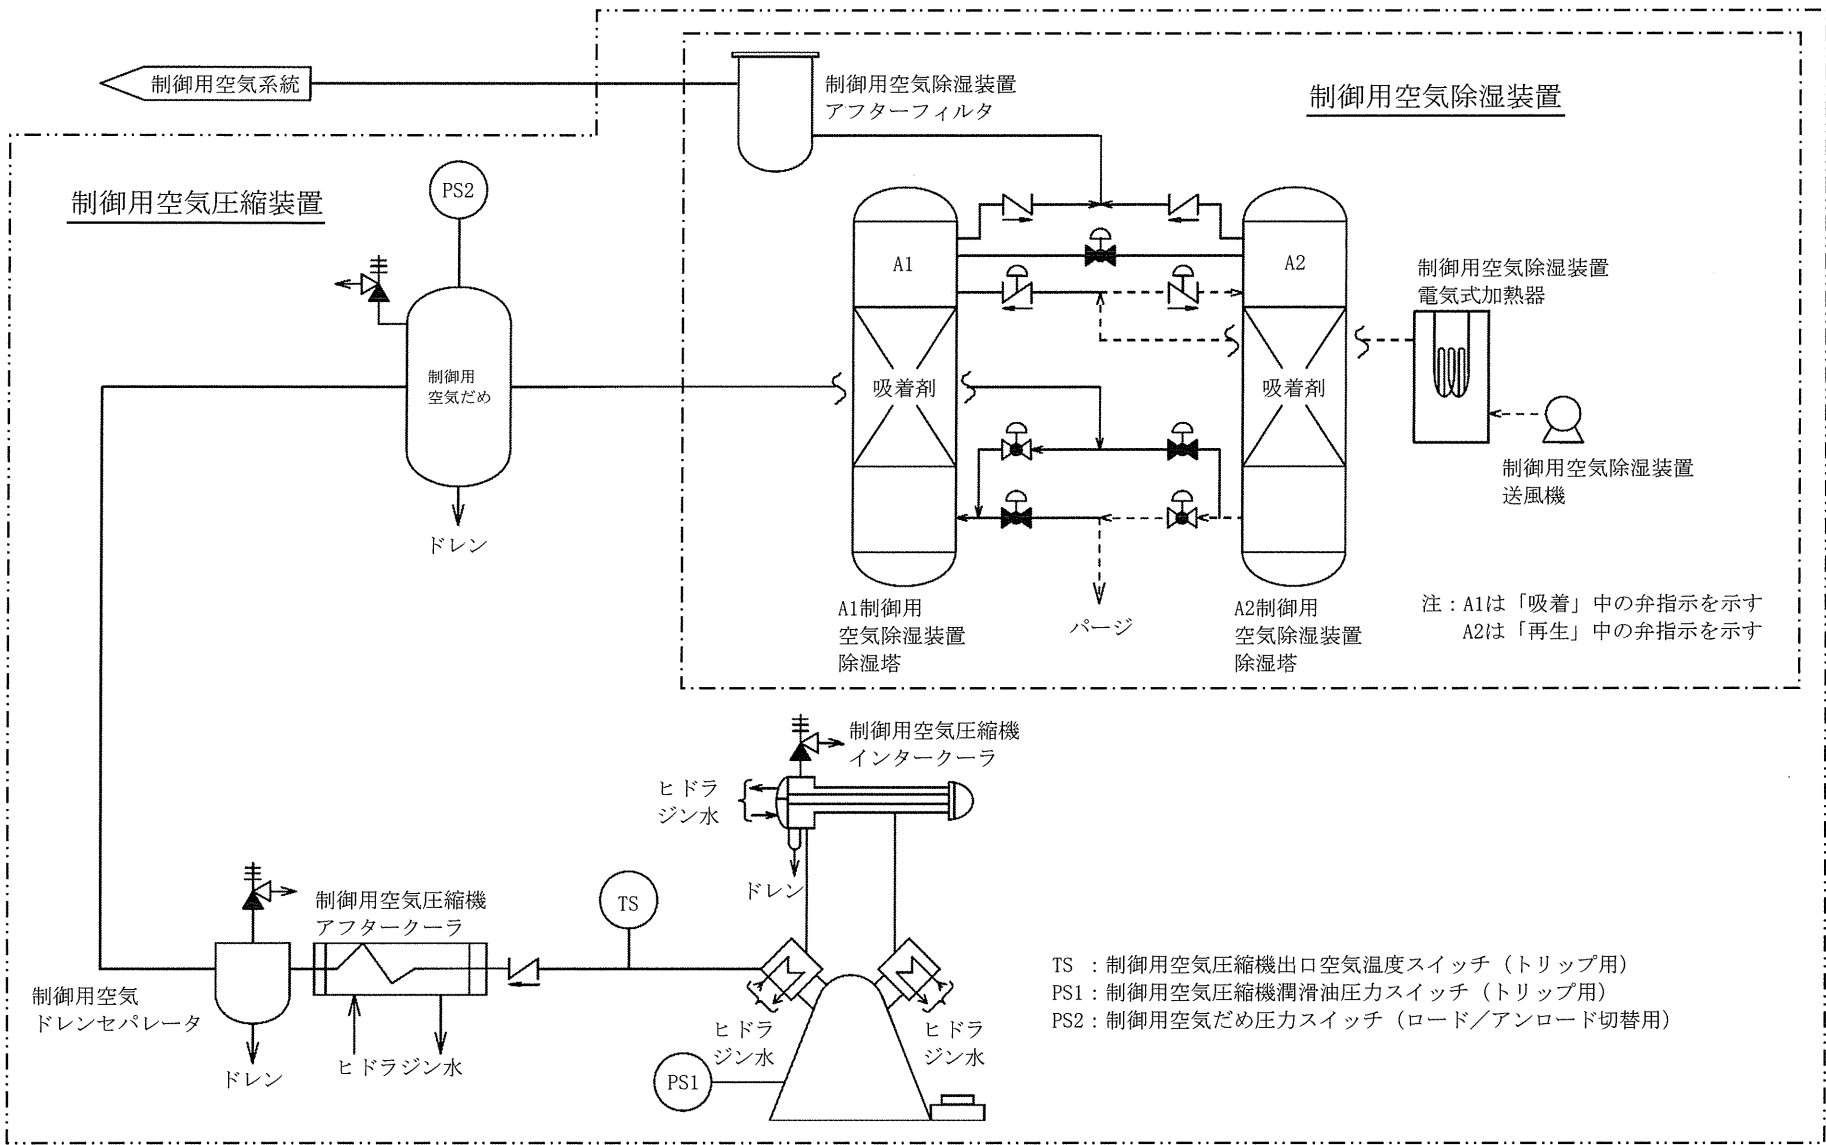 制御用空気系統
制御用空気除湿装置
アフターフィルタ
制御用空気除湿装置
制御用空気圧縮装置
PS2
A1
A2
制御用空気除湿装置
電気式加熱器
制御用
空気だめ
吸着剤
吸着剤
制御用空気除湿装置
送風機
ドレン
A1制御用
空気除湿装置
除湿塔
パージ
A2制御用
空気除湿装置
除湿塔
注：A1は「吸着」中の弁指示を示す
A2は「再生」中の弁指示を示す
制御用空気圧縮機
インタークーラ
ヒドラ
ジン水
ドレン
制御用空気圧縮機
アフタークーラ
TS
制御用空気
ドレンセパレータ
ドレン
ヒドラジン水
ヒドラ
ジン水
ヒドラ
ジン水
PS1
TS ：制御用空気圧縮機出口空気温度スイッチ（トリップ用）
PS1：制御用空気圧縮機潤滑油圧力スイッチ（トリップ用）
PS2：制御用空気だめ圧力スイッチ（ロード／アンロード切替用）